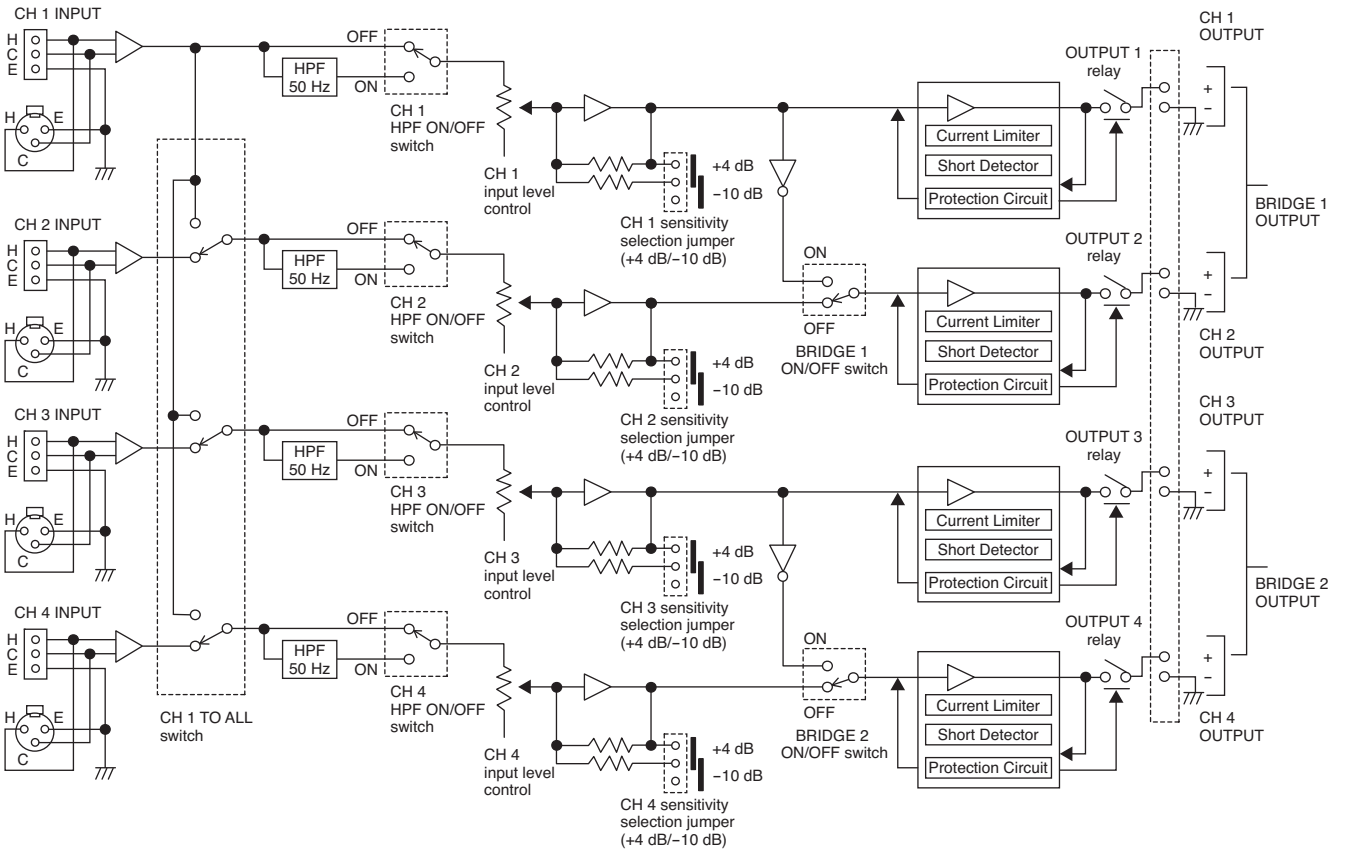 CH 1 INPUT
H
C
E
H
E
C
OFF
HPF
50 Hz
ON
CH 1
HPF ON/OFF
switch
CH 1
input level
control
+4 dB
−10 dB
CH 1 sensitivity
selection jumper
(+4 dB/−10 dB)
Current Limiter
Short Detector
Protection Circuit
OUTPUT 1
relay
CH 1
OUTPUT
+
−
BRIDGE 1
OUTPUT
CH 2 INPUT
H
C
E
H
E
C
OFF
HPF
50 Hz
ON
CH 2
HPF ON/OFF
switch
CH 2
input level
control
+4 dB
−10 dB
CH 2 sensitivity
selection jumper
(+4 dB/−10 dB)
ON
OFF
BRIDGE 1
ON/OFF switch
Current Limiter
Short Detector
Protection Circuit
OUTPUT 2
relay
+
−
CH 2
OUTPUT
CH 3 INPUT
H
C
E
H
E
C
OFF
HPF
50 Hz
ON
CH 3
HPF ON/OFF
switch
CH 3
input level
control
+4 dB
−10 dB
CH 3 sensitivity
selection jumper
(+4 dB/−10 dB)
Current Limiter
Short Detector
Protection Circuit
OUTPUT 3
relay
CH 3
OUTPUT
+
−
BRIDGE 2
OUTPUT
CH 4 INPUT
H
C
E
H
E
C
CH 1 TO ALL
switch
OFF
HPF
50 Hz
ON
CH 4
HPF ON/OFF
switch
CH 4
input level
control
+4 dB
−10 dB
CH 4 sensitivity
selection jumper
(+4 dB/−10 dB)
ON
OFF
BRIDGE 2
ON/OFF switch
Current Limiter
Short Detector
Protection Circuit
OUTPUT 4
relay
+
−
CH 4
OUTPUT